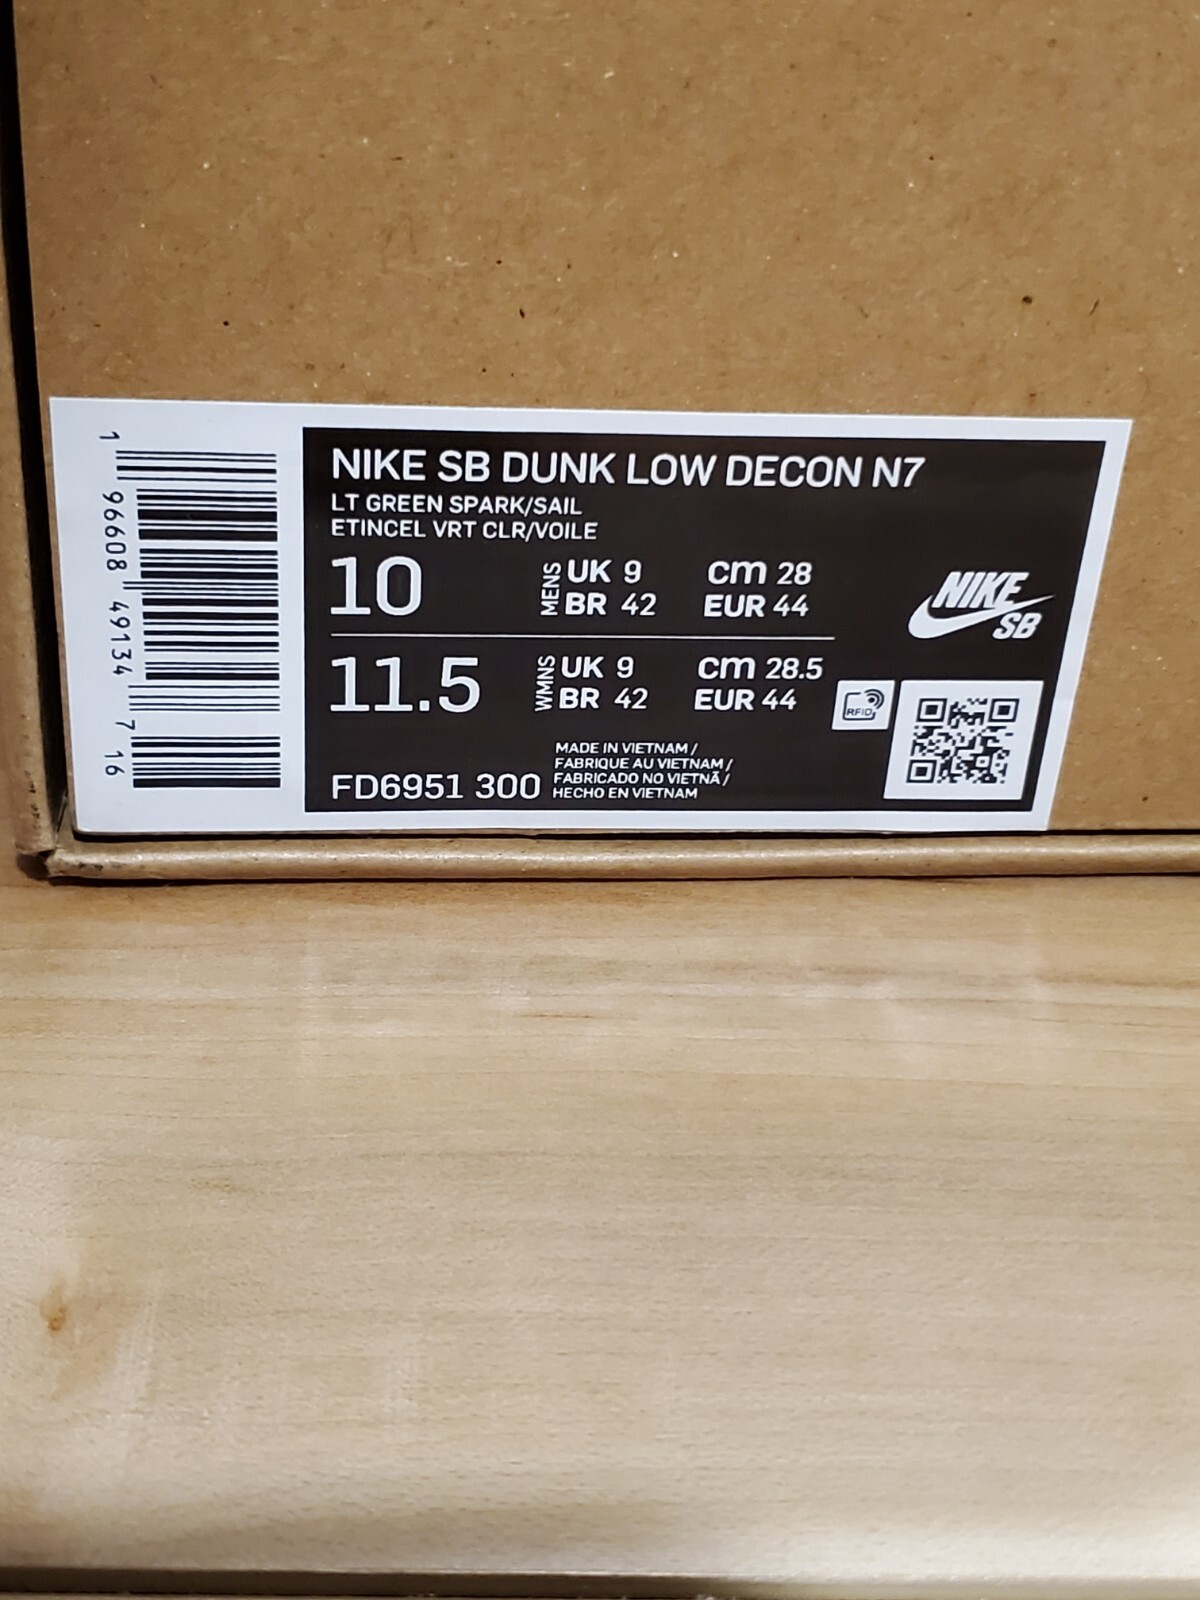 NIKE SB DUNK LOW DECON N7
LT GREEN SPARK/SAIL
ETINCEL VRT CLR/VOILE
10 MENS UK 9 cm 28
BR 42 EUR 44
11.5 WMNS UK 9 cm 28.5
BR 42 EUR 44
FD6951 300
MADE IN VIETNAM /
FABRIQUE AU VIETNAM /
FABRICADO NO VIETNÃ /
HECHO EN VIETNAM
NIKE
SB
RFID
1 96608 49134 7 16